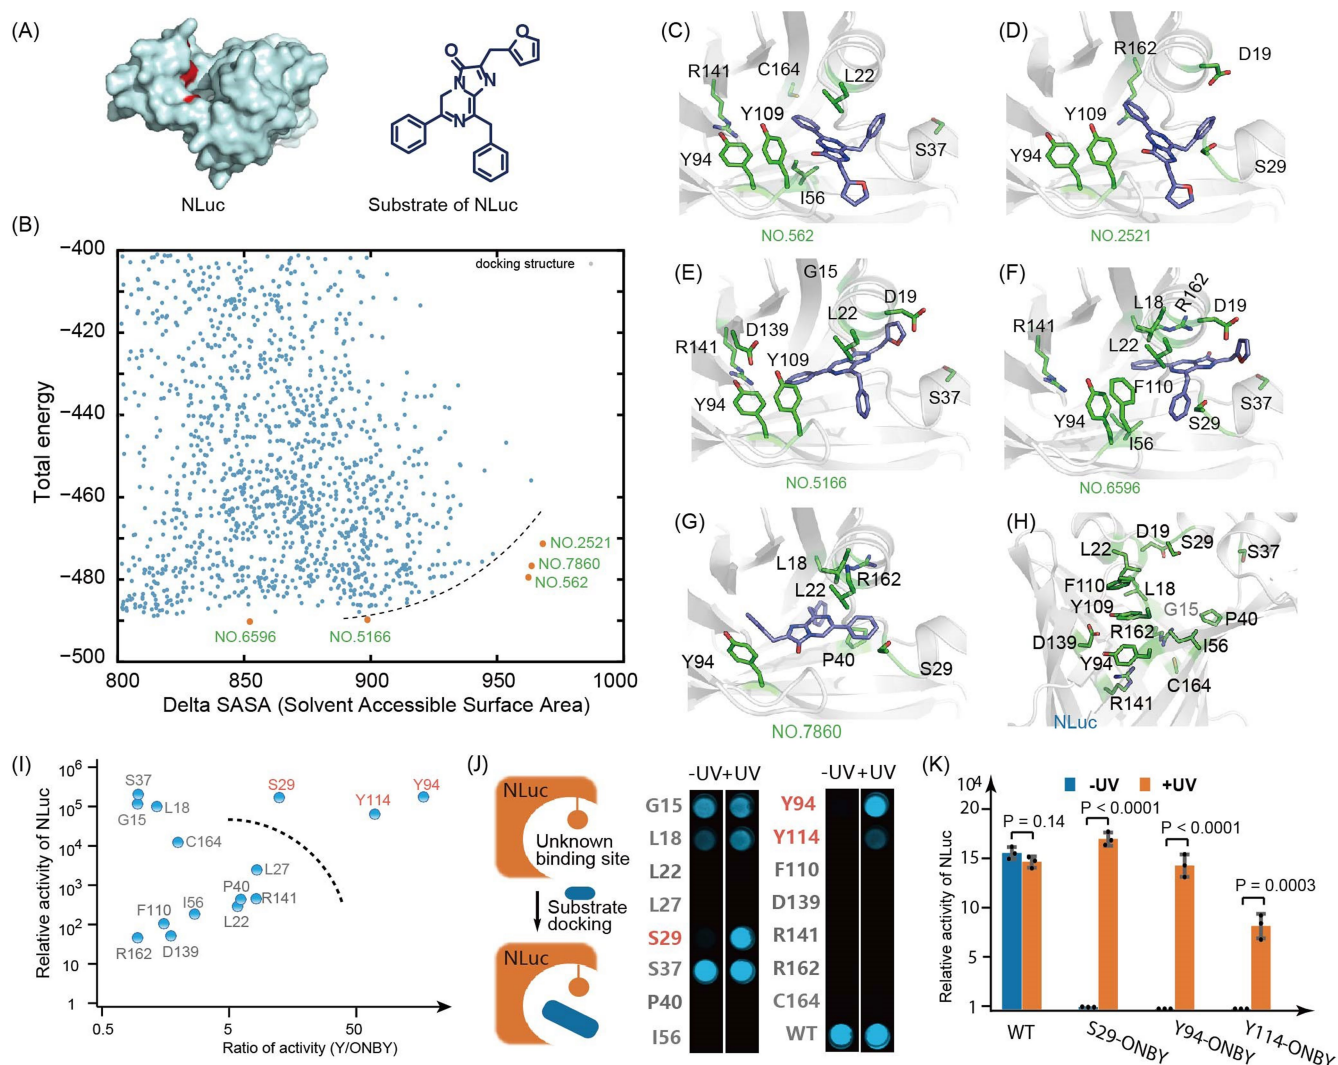 (A)
NLuc
O
O
N
N
N
Substrate of NLuc
(B)
−400
−420
−440
−460
−480
−500
Total energy
docking structure
NO.2521
NO.7860
NO.562
NO.6596
NO.5166
800
850
900
950
1000
Delta SASA (Solvent Accessible Surface Area)
(C)
R141
C164
L22
Y109
Y94
S37
I56
NO.562
(D)
R162
D19
Y109
Y94
S29
NO.2521
(E)
G15
D19
L22
D139
R141
Y109
Y94
S37
NO.5166
(F)
L18
R162
D19
R141
L22
F110
Y94
S37
S29
I56
NO.6596
(G)
L18
R162
L22
Y94
P40
S29
NO.7860
(H)
D19
S29
L22
S37
F110
L18
Y109
G15
P40
D139
R162
I56
Y94
C164
R141
NLuc
(I)
10⁶
10⁵
10⁴
10³
10²
10
1
Relative activity of NLuc
S37
G15
L18
S29
Y94
Y114
C164
L27
P40
R141
I56
L22
F110
R162
D139
0.5
5
50
Ratio of activity (Y/ONBY)
(J)
NLuc
Unknown
binding site
Substrate
docking
NLuc
-UV+UV
G15
L18
L22
L27
S29
S37
P40
I56
-UV+UV
Y94
Y114
F110
D139
R141
R162
C164
WT
(K)
10⁴
-UV
+UV
20
15
10
5
1
Relative activity of NLuc
P = 0.14
P < 0.0001
P < 0.0001
P = 0.0003
WT
S29-ONBY
Y94-ONBY
Y114-ONBY